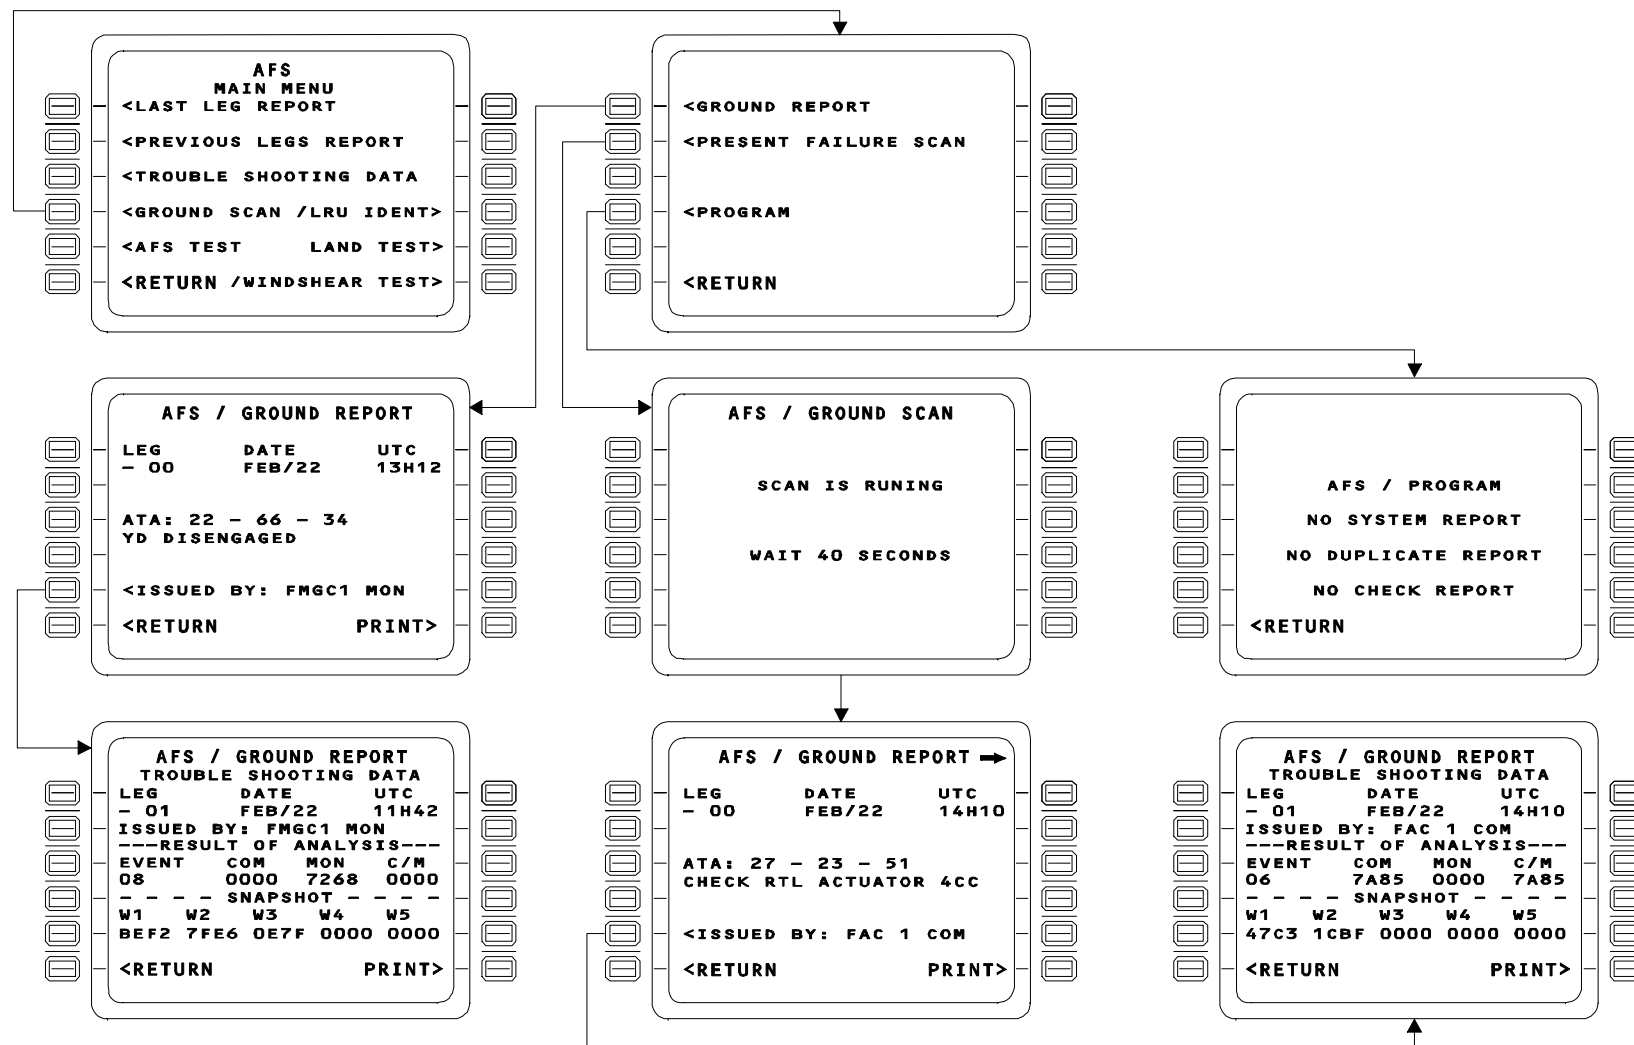 AFS
MAIN MENU
<LAST LEG REPORT
<PREVIOUS LEGS REPORT
<TROUBLE SHOOTING DATA
<GROUND SCAN /LRU IDENT>
<AFS TEST LAND TEST>
<RETURN /WINDSHEAR TEST>
<GROUND REPORT
<PRESENT FAILURE SCAN
<PROGRAM
<RETURN
AFS / GROUND REPORT
LEG DATE UTC
– 00 FEB/22 13H12
ATA: 22 – 66 – 34
YD DISENGAGED
<ISSUED BY: FMGC1 MON
<RETURN PRINT>
AFS / GROUND SCAN
SCAN IS RUNING
WAIT 40 SECONDS
AFS / PROGRAM
NO SYSTEM REPORT
NO DUPLICATE REPORT
NO CHECK REPORT
<RETURN
AFS / GROUND REPORT
TROUBLE SHOOTING DATA
LEG DATE UTC
– 01 FEB/22 11H42
ISSUED BY: FMGC1 MON
–––RESULT OF ANALYSIS–––
EVENT COM MON C/M
08 0000 7268 0000
– – – – SNAPSHOT – – – –
W1 W2 W3 W4 W5
BEF2 7FE6 0E7F 0000 0000
<RETURN PRINT>
AFS / GROUND REPORT →
LEG DATE UTC
– 00 FEB/22 14H10
ATA: 27 – 23 – 51
CHECK RTL ACTUATOR 4CC
<ISSUED BY: FAC 1 COM
<RETURN PRINT>
AFS / GROUND REPORT
TROUBLE SHOOTING DATA
LEG DATE UTC
– 01 FEB/22 14H10
ISSUED BY: FAC 1 COM
–––RESULT OF ANALYSIS–––
EVENT COM MON C/M
06 7A85 0000 7A85
– – – – SNAPSHOT – – – –
W1 W2 W3 W4 W5
47C3 1CBF 0000 0000 0000
<RETURN PRINT>